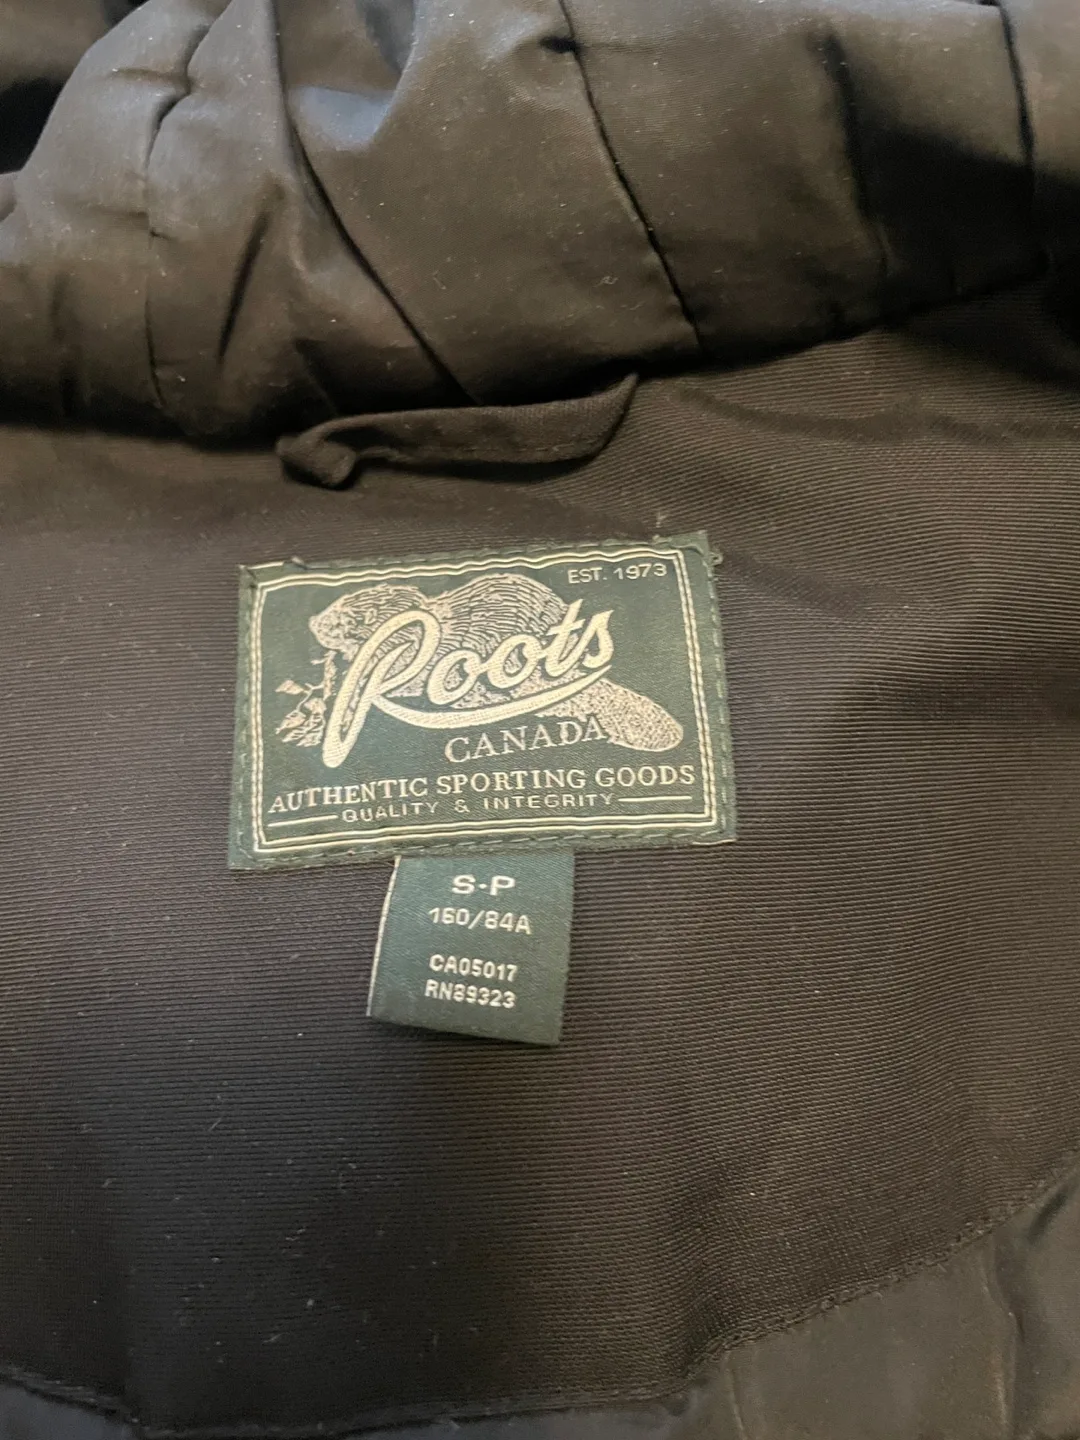 EST. 1973
Roots
CANADA
AUTHENTIC SPORTING GOODS
QUALITY & INTEGRITY
S-P
160/84A
CA05017
RN89323